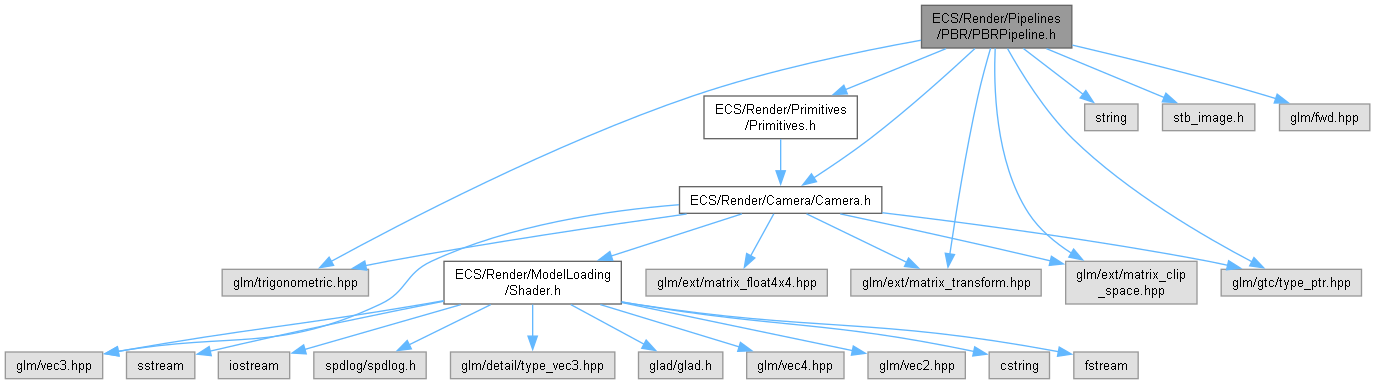 ECS/Render/Pipelines
/PBR/PBRPipeline.h
ECS/Render/Primitives
/Primitives.h
string
stb_image.h
glm/fwd.hpp
ECS/Render/Camera/Camera.h
glm/trigonometric.hpp
ECS/Render/ModelLoading
/Shader.h
glm/ext/matrix_float4x4.hpp
glm/ext/matrix_transform.hpp
glm/ext/matrix_clip
_space.hpp
glm/gtc/type_ptr.hpp
glm/vec3.hpp
sstream
iostream
spdlog/spdlog.h
glm/detail/type_vec3.hpp
glad/glad.h
glm/vec4.hpp
glm/vec2.hpp
cstring
fstream